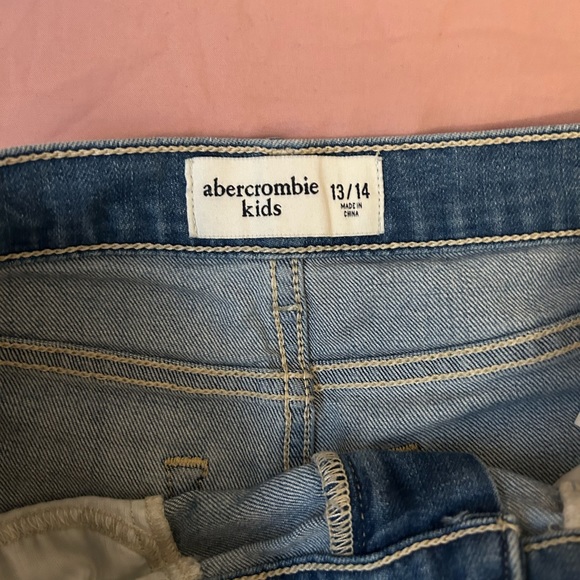 abercrombie
kids
13/14
MADE IN
CHINA